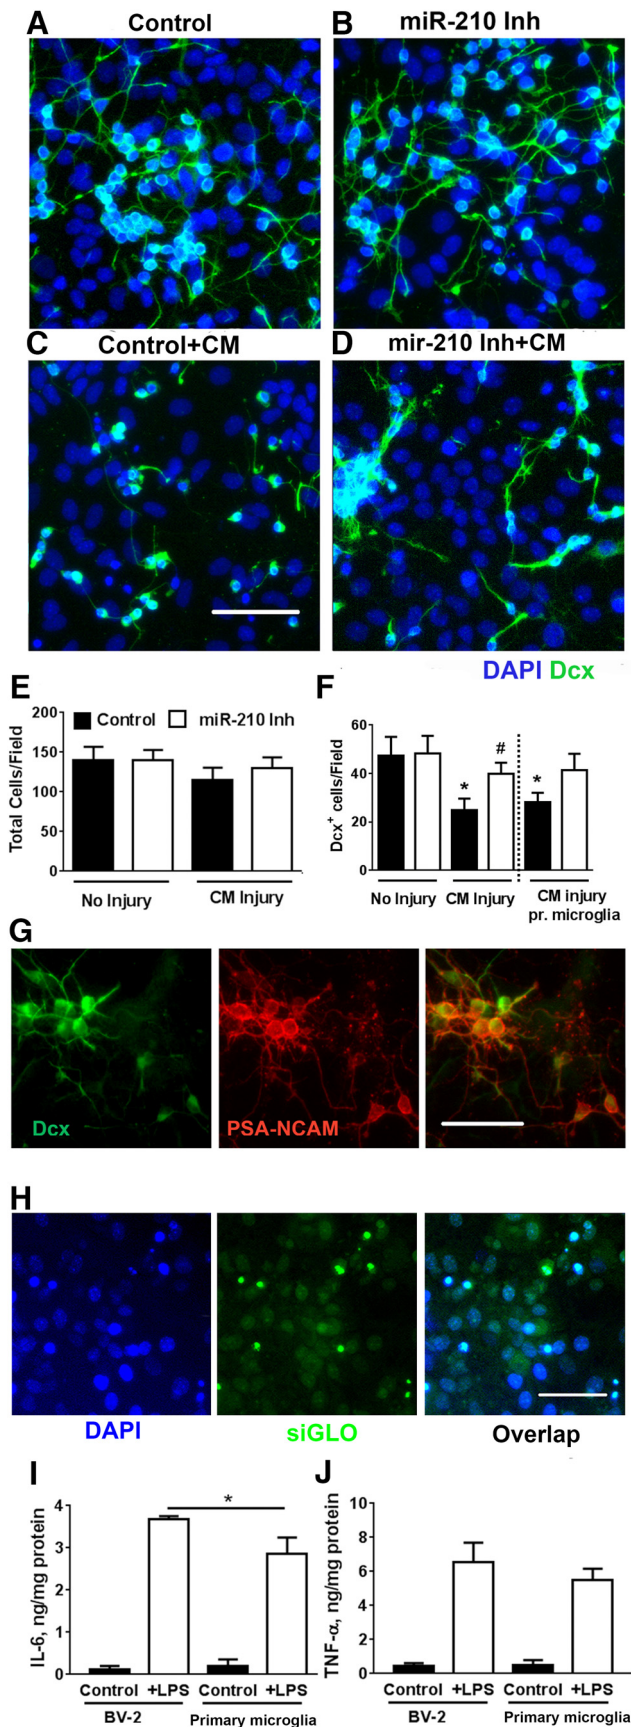 A Control
B miR-210 Inh
C Control+CM
D mir-210 Inh+CM
DAPI Dcx
E
200
150
100
50
0
Total Cells/Field
Control
miR-210 Inh
No Injury
CM Injury
F
60
40
20
0
Dcx+ cells/Field
*
#
*
No Injury
CM Injury
CM injury
pr. microglia
G
Dcx
PSA-NCAM
H
DAPI
siGLO
Overlap
I
4
3
2
1
0
IL-6, ng/mg protein
*
Control +LPS Control +LPS
BV-2
Primary microglia
J
10
8
6
4
2
0
TNF-α, ng/mg protein
Control +LPS Control +LPS
BV-2
Primary microglia